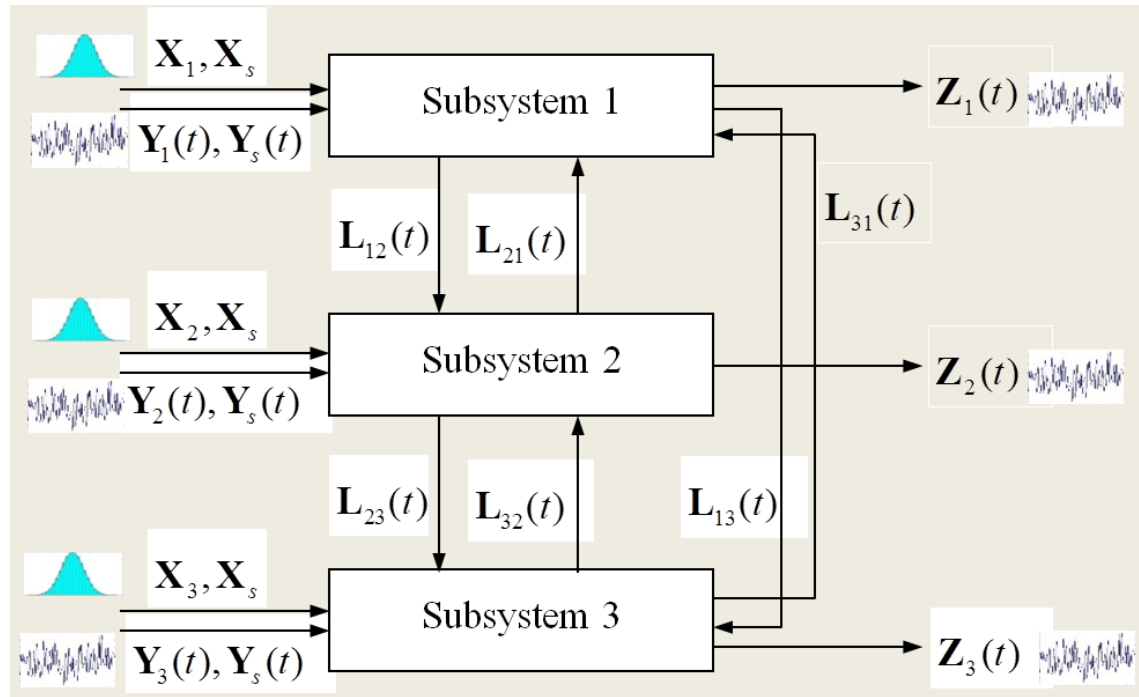 X₁, Xₛ
Subsystem 1
Z₁(t)
Y₁(t), Yₛ(t)
L₃₁(t)
L₁₂(t)
L₂₁(t)
X₂, Xₛ
Subsystem 2
Z₂(t)
Y₂(t), Yₛ(t)
L₂₃(t)
L₃₂(t)
L₁₃(t)
X₃, Xₛ
Subsystem 3
Y₃(t), Yₛ(t)
Z₃(t)